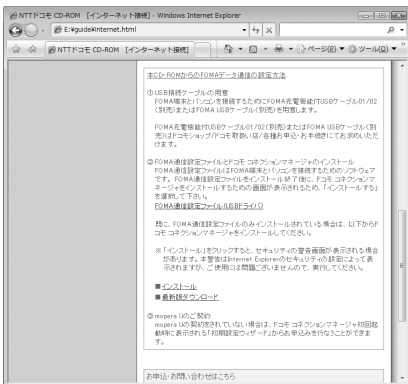 NTTドコモ CD-ROM [インターネット接続] - Windows Internet Explorer
E:¥guide¥internet.html
NTTドコモ CD-ROM [インターネット接続]
ページ(P) ツール(O)
本CD-ROMからのFOMAデータ通信の設定方法
①USB接続ケーブルの用意
FOMA端末とパソコンを接続するためにFOMA充電機能付USBケーブル01/02
(別売)またはFOMA USBケーブル(別売)を用意します。
FOMA充電機能付USBケーブル01/02(別売)またはFOMA USBケーブル(別
売)はドコモショップ/ドコモ取扱い店/各種お申込・お手続きにてお求めいただ
けます。
②FOMA通信設定ファイルとドコモ コネクションマネージャのインストール
FOMA通信設定ファイルはFOMA端末とパソコンを接続するためのソフトウェア
です。FOMA通信設定ファイルをインストール終了後に、ドコモ コネクションマ
ネージャをインストールするための画面が表示されるため、「インストールする」
を選択して下さい。
FOMA通信設定ファイル(USBドライバ)
既に、FOMA通信設定ファイルのみインストールされている場合は、以下からド
コモ コネクションマネージャをインストールしてください。
※「インストール」をクリックすると、セキュリティの警告画面が表示される場合
があります。本警告はInternet Explorerのセキュリティの設定によって表
示されますが、ご使用には問題ございませんので、実行してください。
■インストール
■最新版ダウンロード
③mopera Uのご契約
mopera Uの契約をされていない場合は、ドコモ コネクションマネージャ初回起
動時に表示される「初期設定ウィザード」からお申込みを行なうことができま
す。
お申込・お問い合わせはこちら